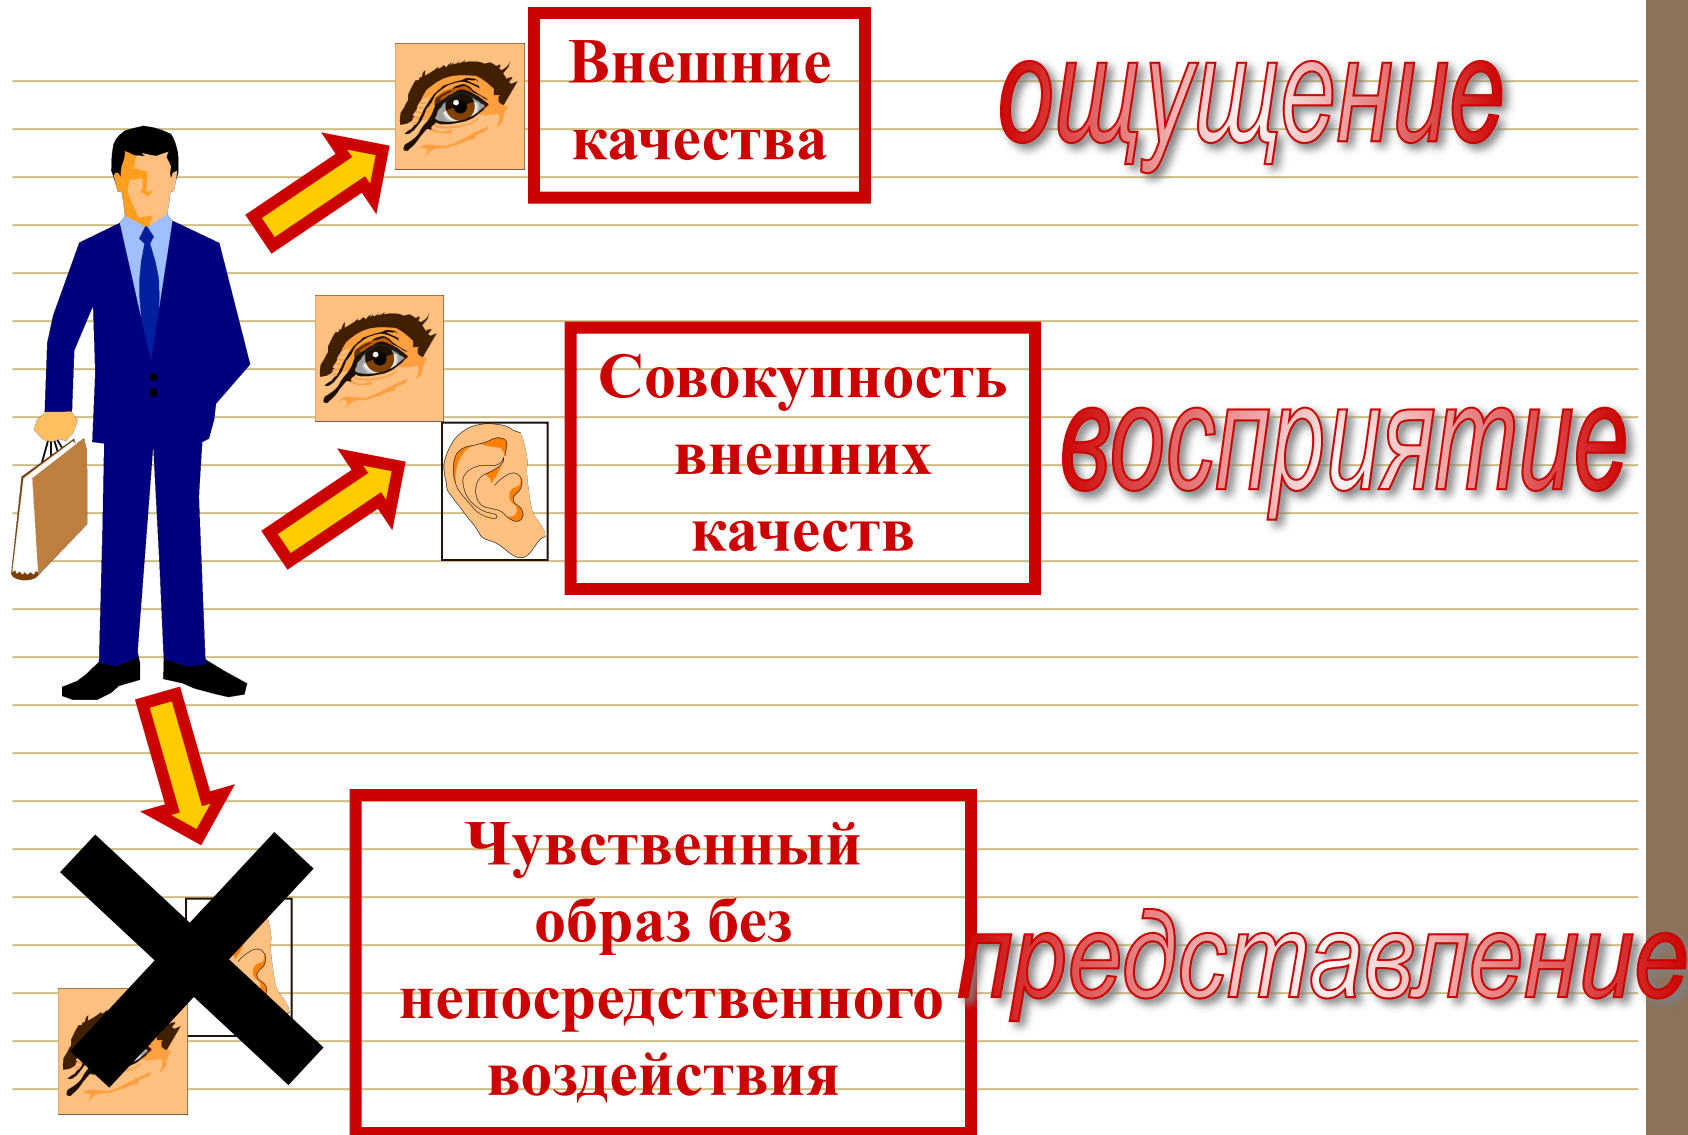 Внешние
качества
ощущение
Совокупность
внешних
качеств
восприятие
Чувственный
образ без
непосредственного
воздействия
представление